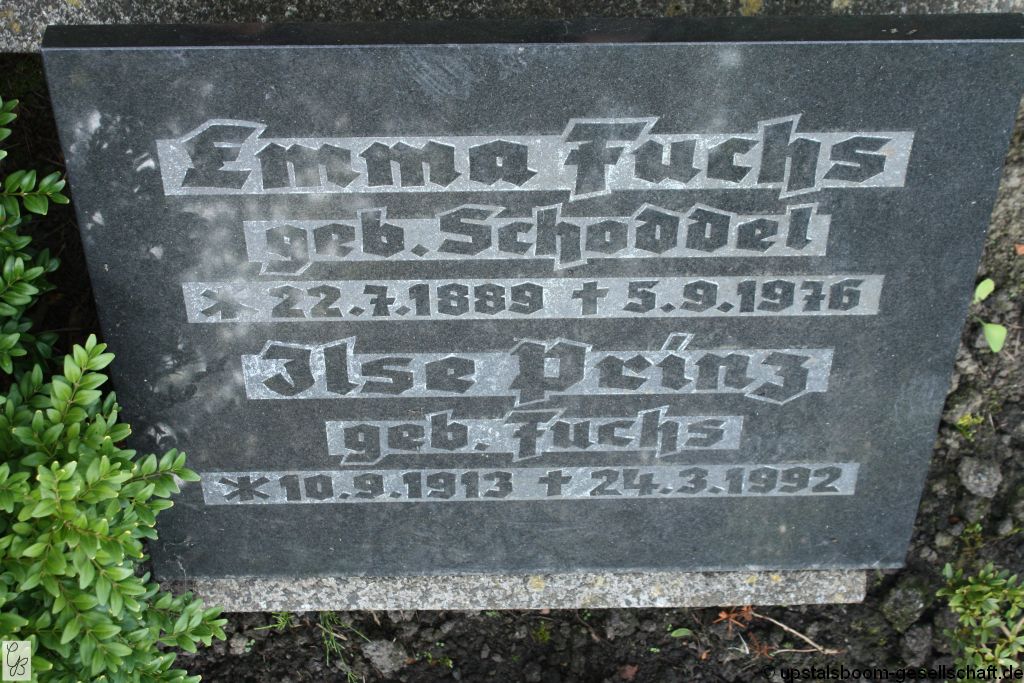 Emma Fuchs
geb. Schoddel
* 22.7.1889 † 5.9.1976
Ilse Prinz
geb. Fuchs
* 10.9.1913 † 24.3.1992
GB
© upstalsboom-gesellschaft.de